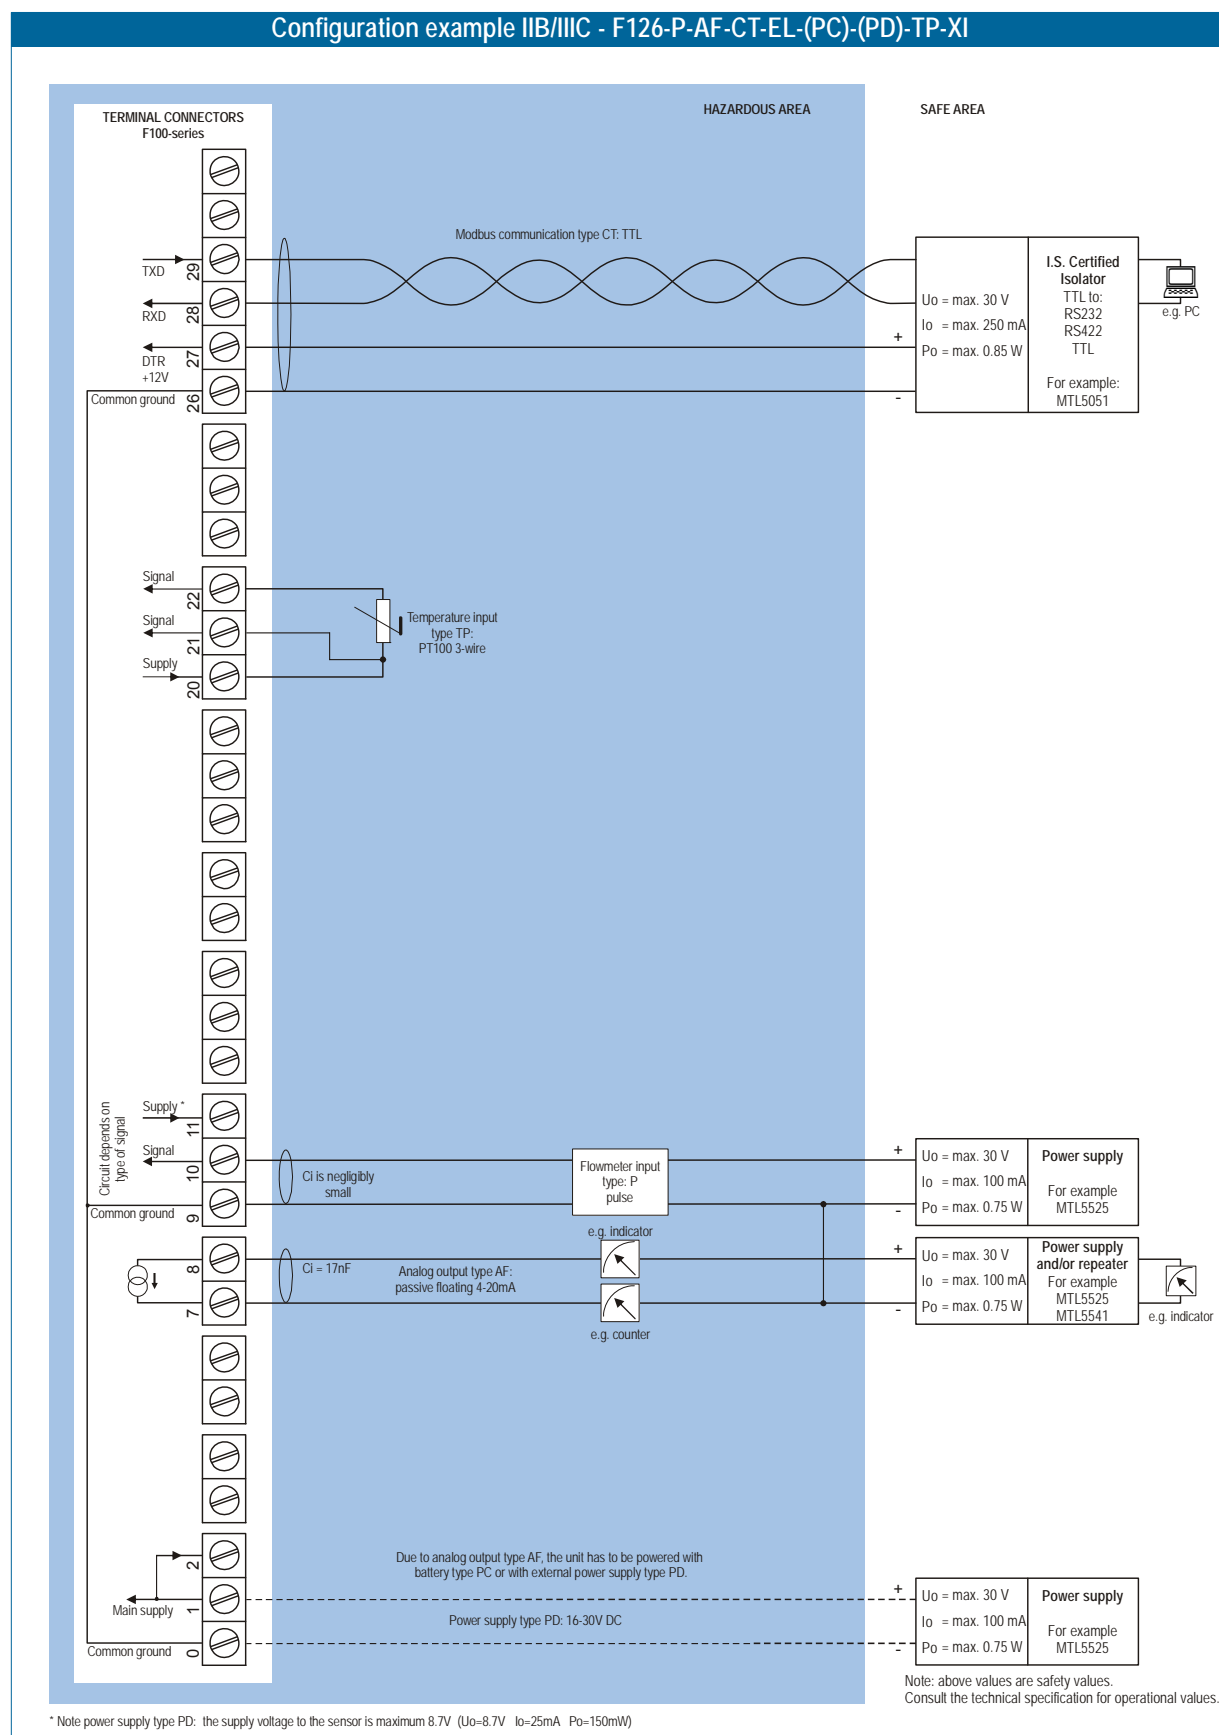 Configuration example IIB/IIIC - F126-P-AF-CT-EL-(PC)-(PD)-TP-XI
TERMINAL CONNECTORS
F100-series
HAZARDOUS AREA
SAFE AREA
Modbus communication type CT: TTL
TXD
29
RXD
28
DTR
+12V
27
Common ground
26
+
-
Uo = max. 30 V
Io = max. 250 mA
Po = max. 0.85 W
I.S. Certified
Isolator
TTL to:
RS232
RS422
TTL
For example:
MTL5051
e.g. PC
Signal
22
Signal
21
Supply
20
Temperature input
type TP:
PT100 3-wire
Circuit depends on
type of signal
Supply *
11
Signal
10
Common ground
9
Ci is negligibly
small
Flowmeter input
type: P
pulse
+
-
Uo = max. 30 V
Io = max. 100 mA
Po = max. 0.75 W
Power supply
For example
MTL5525
8
7
Ci = 17nF
Analog output type AF:
passive floating 4-20mA
e.g. indicator
e.g. counter
+
-
Uo = max. 30 V
Io = max. 100 mA
Po = max. 0.75 W
Power supply
and/or repeater
For example
MTL5525
MTL5541
e.g. indicator
2
Main supply
1
Common ground
0
Due to analog output type AF, the unit has to be powered with
battery type PC or with external power supply type PD.
Power supply type PD: 16-30V DC
+
-
Uo = max. 30 V
Io = max. 100 mA
Po = max. 0.75 W
Power supply
For example
MTL5525
Note: above values are safety values.
Consult the technical specification for operational values.
* Note power supply type PD: the supply voltage to the sensor is maximum 8.7V (Uo=8.7V Io=25mA Po=150mW)